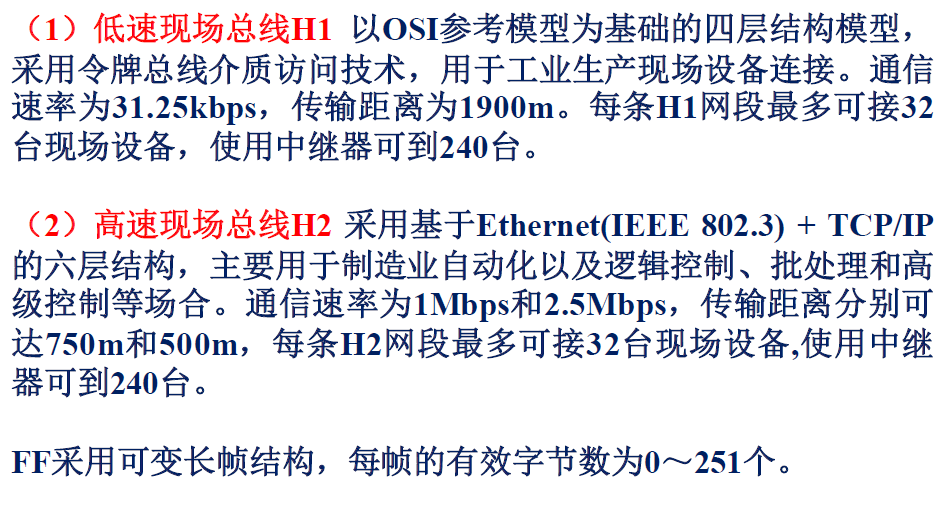 （1）低速现场总线H1 以OSI参考模型为基础的四层结构模型，
采用令牌总线介质访问技术，用于工业生产现场设备连接。通信
速率为31.25kbps，传输距离为1900m。每条H1网段最多可接32
台现场设备，使用中继器可到240台。
（2）高速现场总线H2 采用基于Ethernet(IEEE 802.3) + TCP/IP
的六层结构，主要用于制造业自动化以及逻辑控制、批处理和高
级控制等场合。通信速率为1Mbps和2.5Mbps，传输距离分别可
达750m和500m，每条H2网段最多可接32台现场设备,使用中继
器可到240台。
FF采用可变长帧结构，每帧的有效字节数为0～251个。